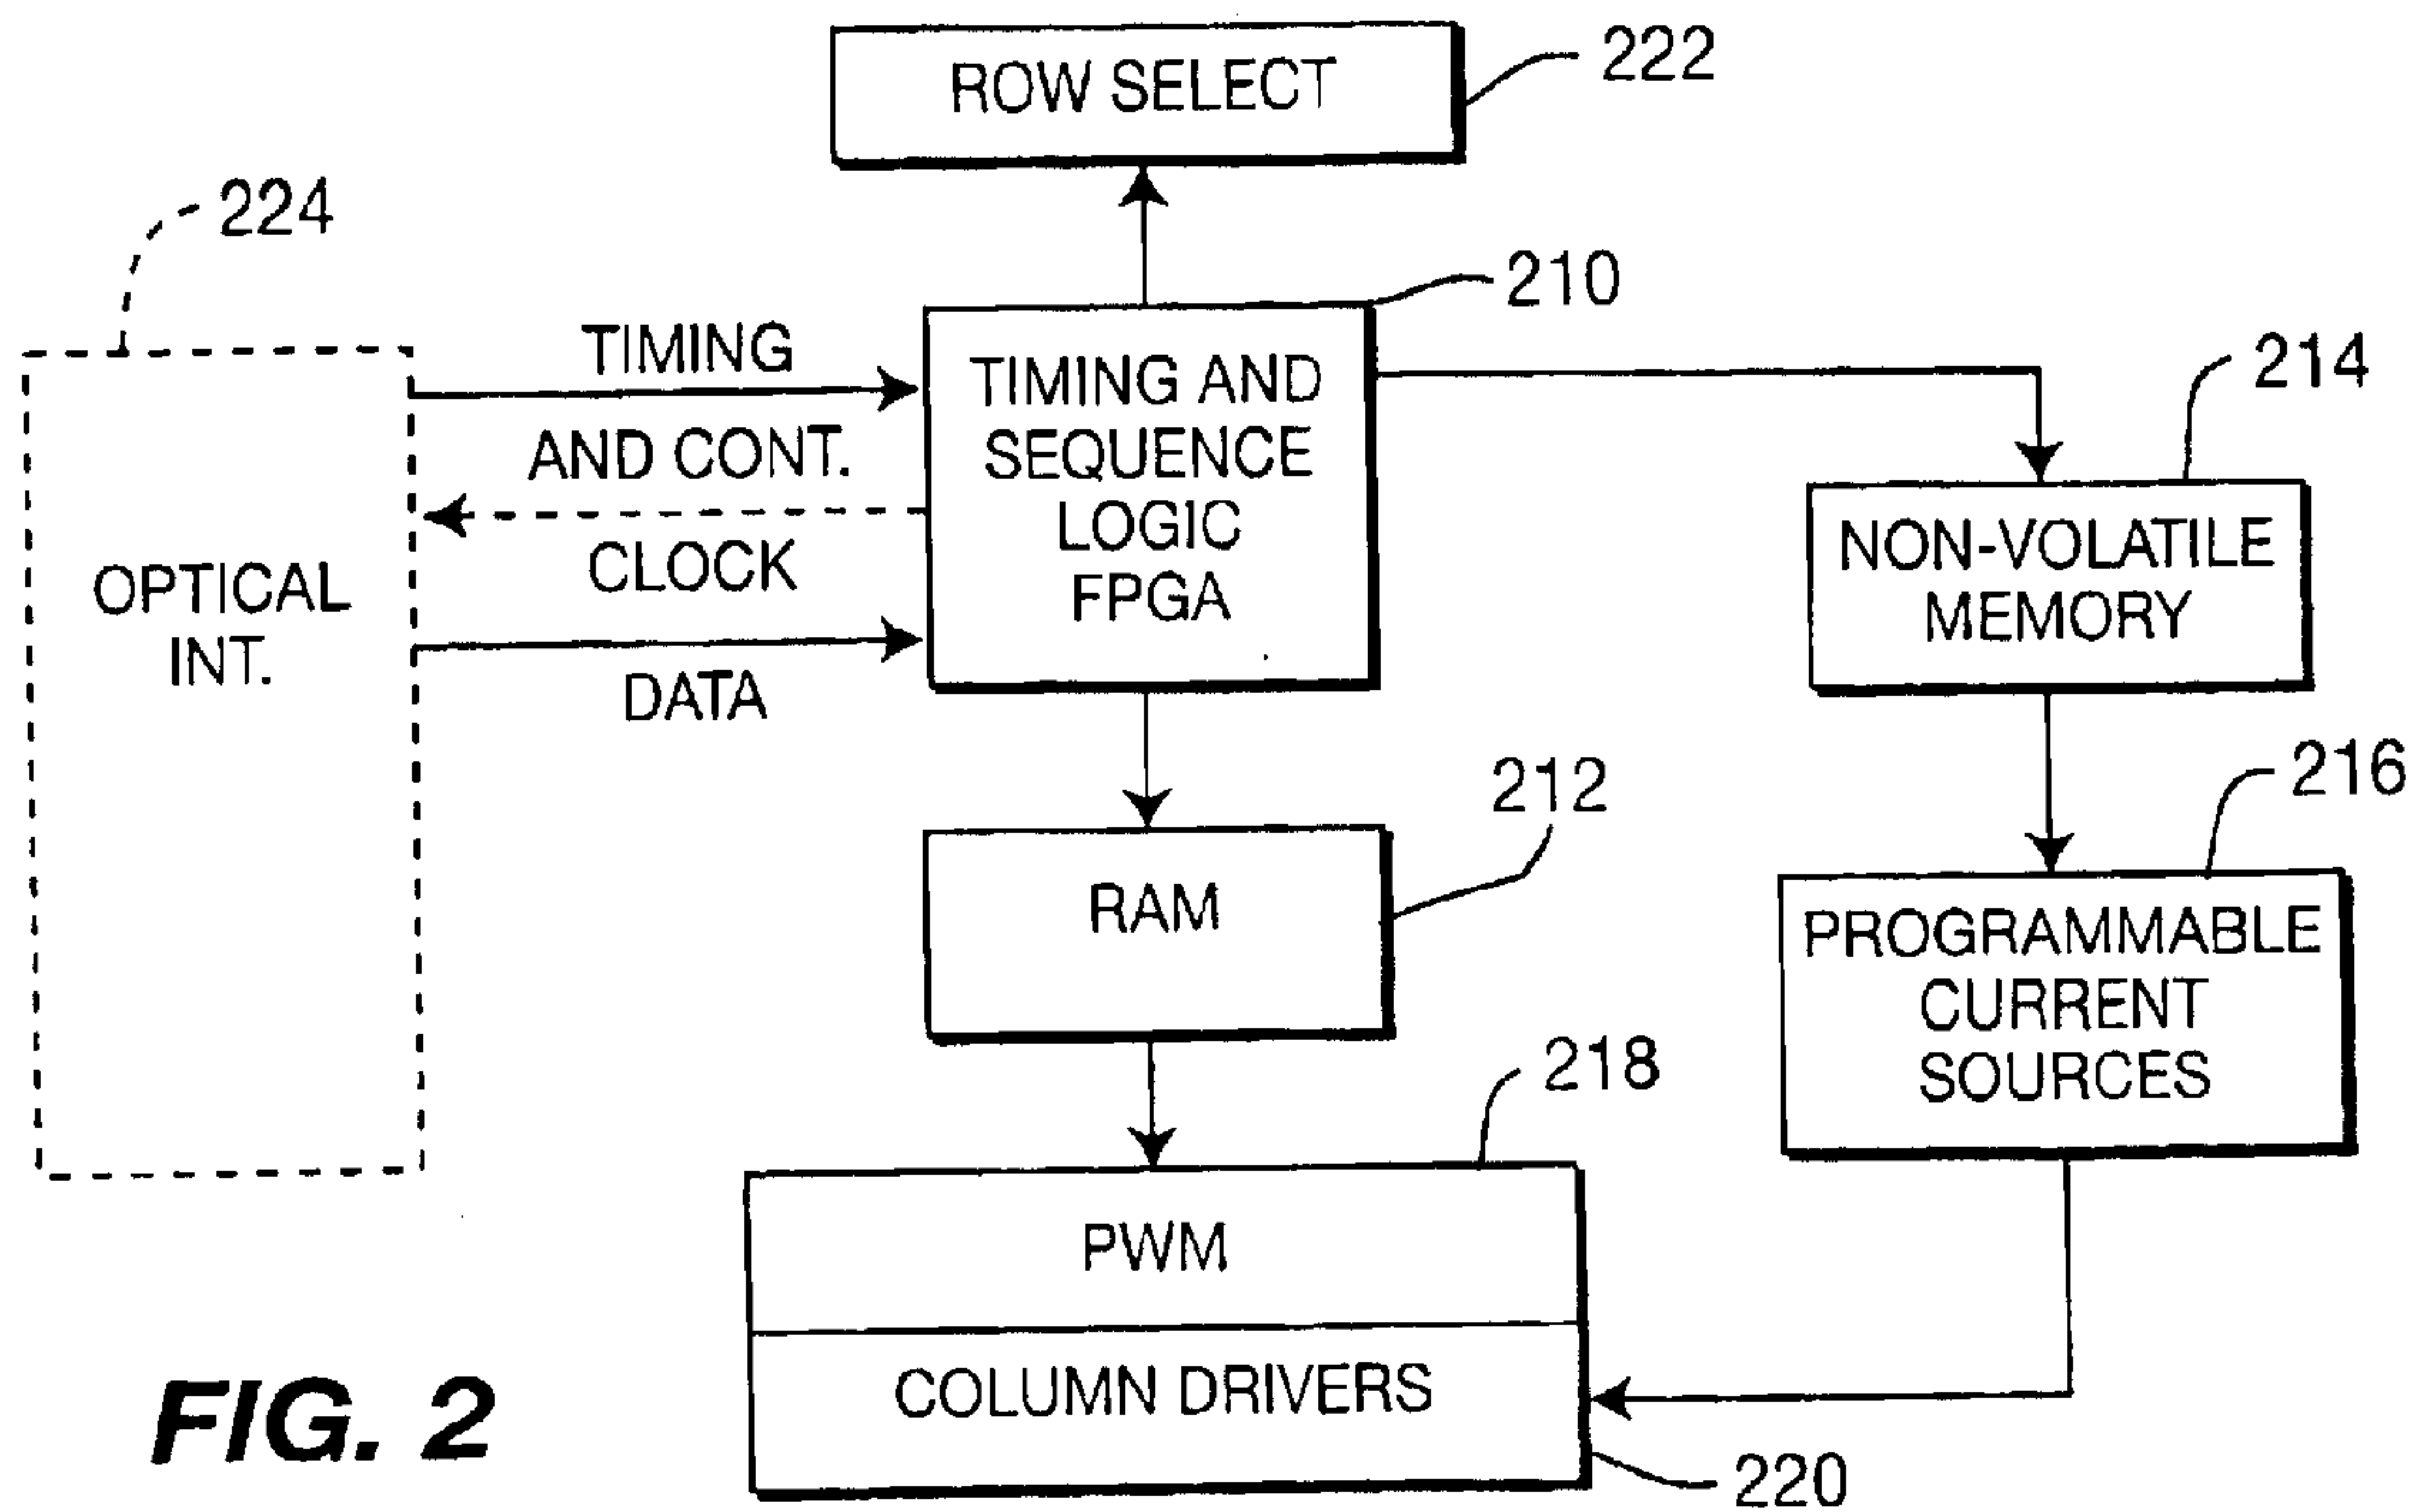 ROW SELECT
222
224
210
TIMING
AND CONT.
CLOCK
DATA
TIMING AND
SEQUENCE
LOGIC
FPGA
214
OPTICAL
INT.
NON-VOLATILE
MEMORY
216
212
RAM
PROGRAMMABLE
CURRENT
SOURCES
218
PWM
COLUMN DRIVERS
220
FIG. 2